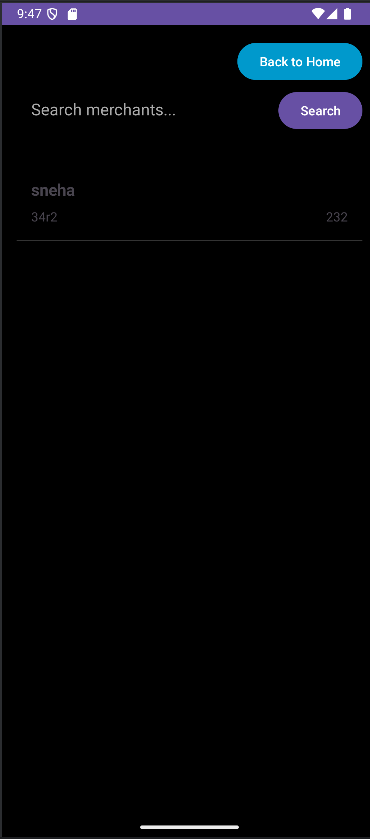 9:47
Back to Home
Search merchants...
Search
sneha
34r2 232